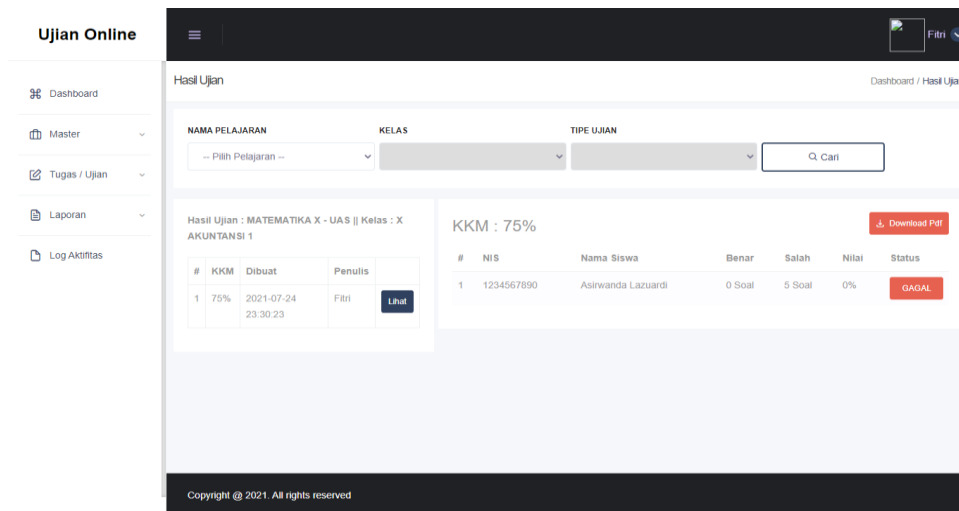 Ujian Online
Fitri
Dashboard
Master
Tugas / Ujian
Laporan
Log Aktifitas
Hasil Ujian
Dashboard / Hasil Ujia
NAMA PELAJARAN KELAS TIPE UJIAN
-- Pilih Pelajaran -- Cari
Hasil Ujian : MATEMATIKA X - UAS || Kelas : X
AKUNTANSI 1
# KKM Dibuat Penulis
1 75% 2021-07-24 Fitri Lihat
23:30:23
KKM : 75% Download Pdf
# NIS Nama Siswa Benar Salah Nilai Status
1 1234567890 Asirwanda Lazuardi 0 Soal 5 Soal 0% GAGAL
Copyright @ 2021. All rights reserved